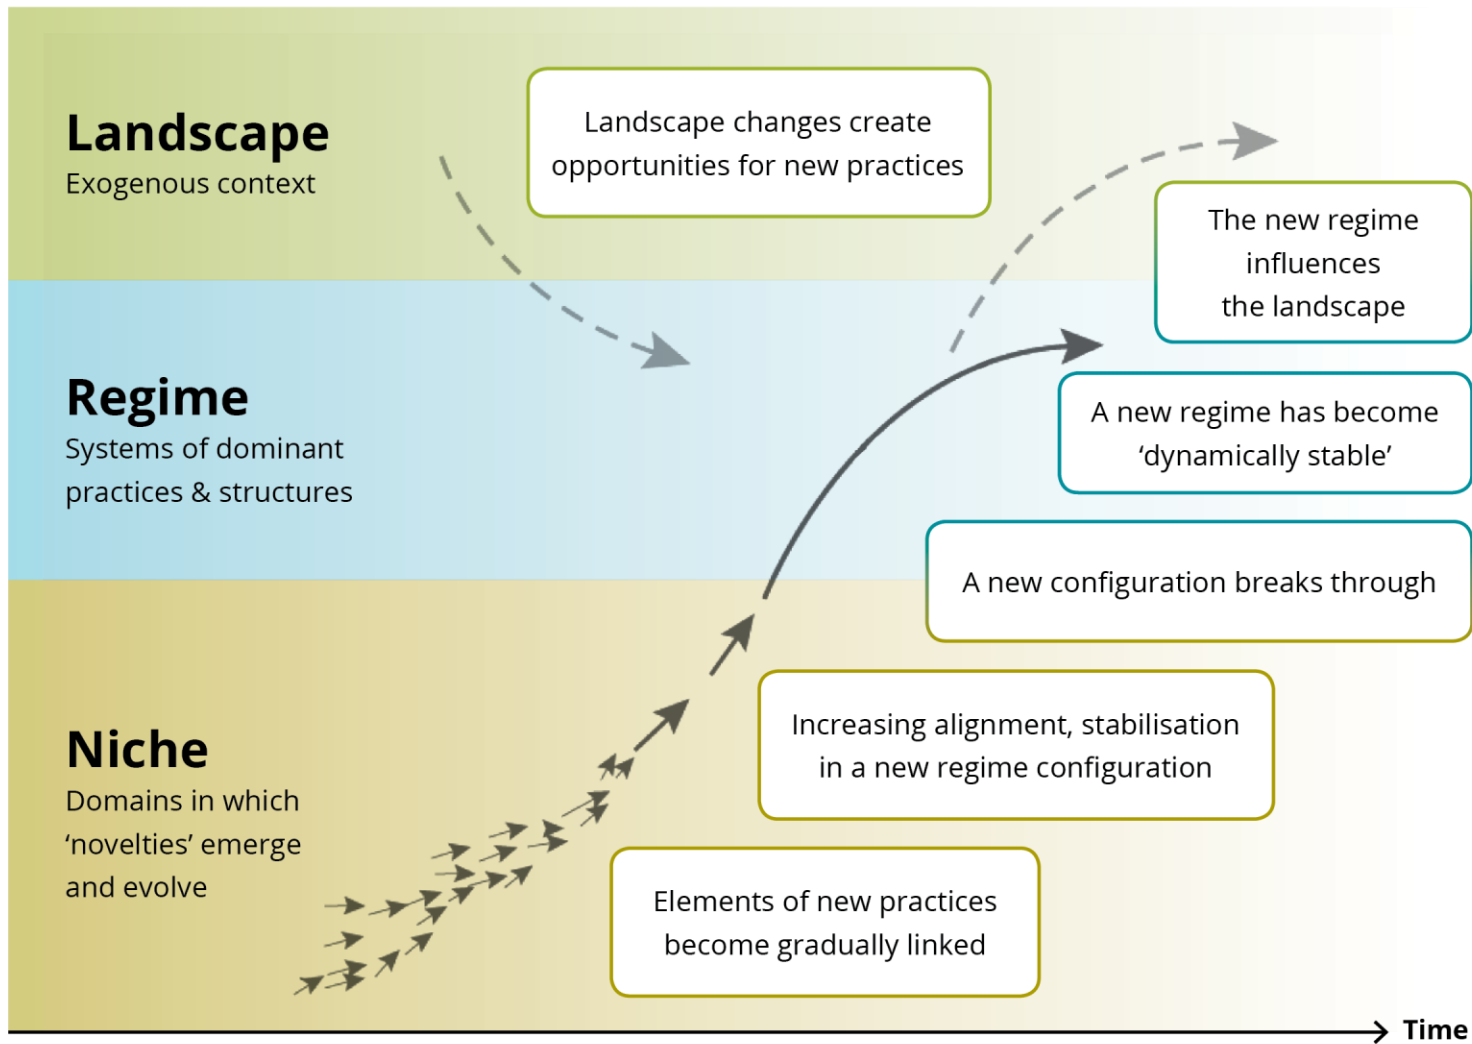 Landscape
Exogenous context
Landscape changes create
opportunities for new practices
The new regime
influences
the landscape
Regime
Systems of dominant
practices & structures
A new regime has become
‘dynamically stable’
A new configuration breaks through
Niche
Domains in which
‘novelties’ emerge
and evolve
Increasing alignment, stabilisation
in a new regime configuration
Elements of new practices
become gradually linked
Time